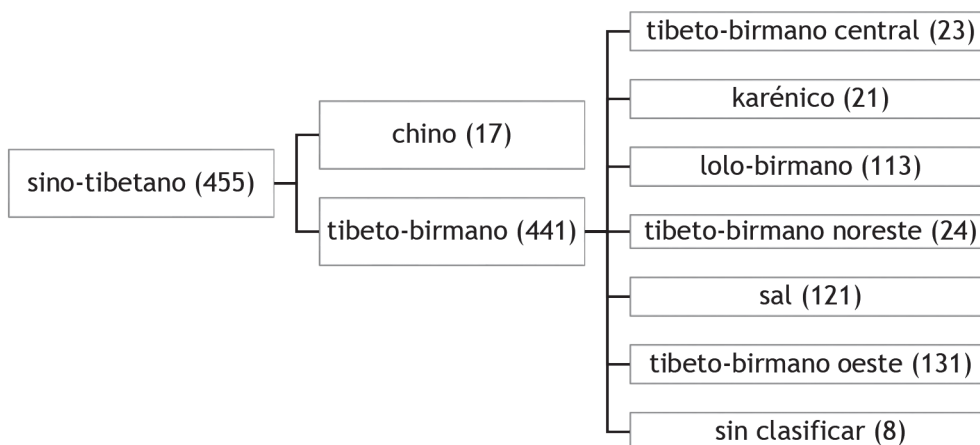 sino-tibetano (455)
chino (17)
tibeto-birmano (441)
tibeto-birmano central (23)
karénico (21)
lolo-birmano (113)
tibeto-birmano noreste (24)
sal (121)
tibeto-birmano oeste (131)
sin clasificar (8)